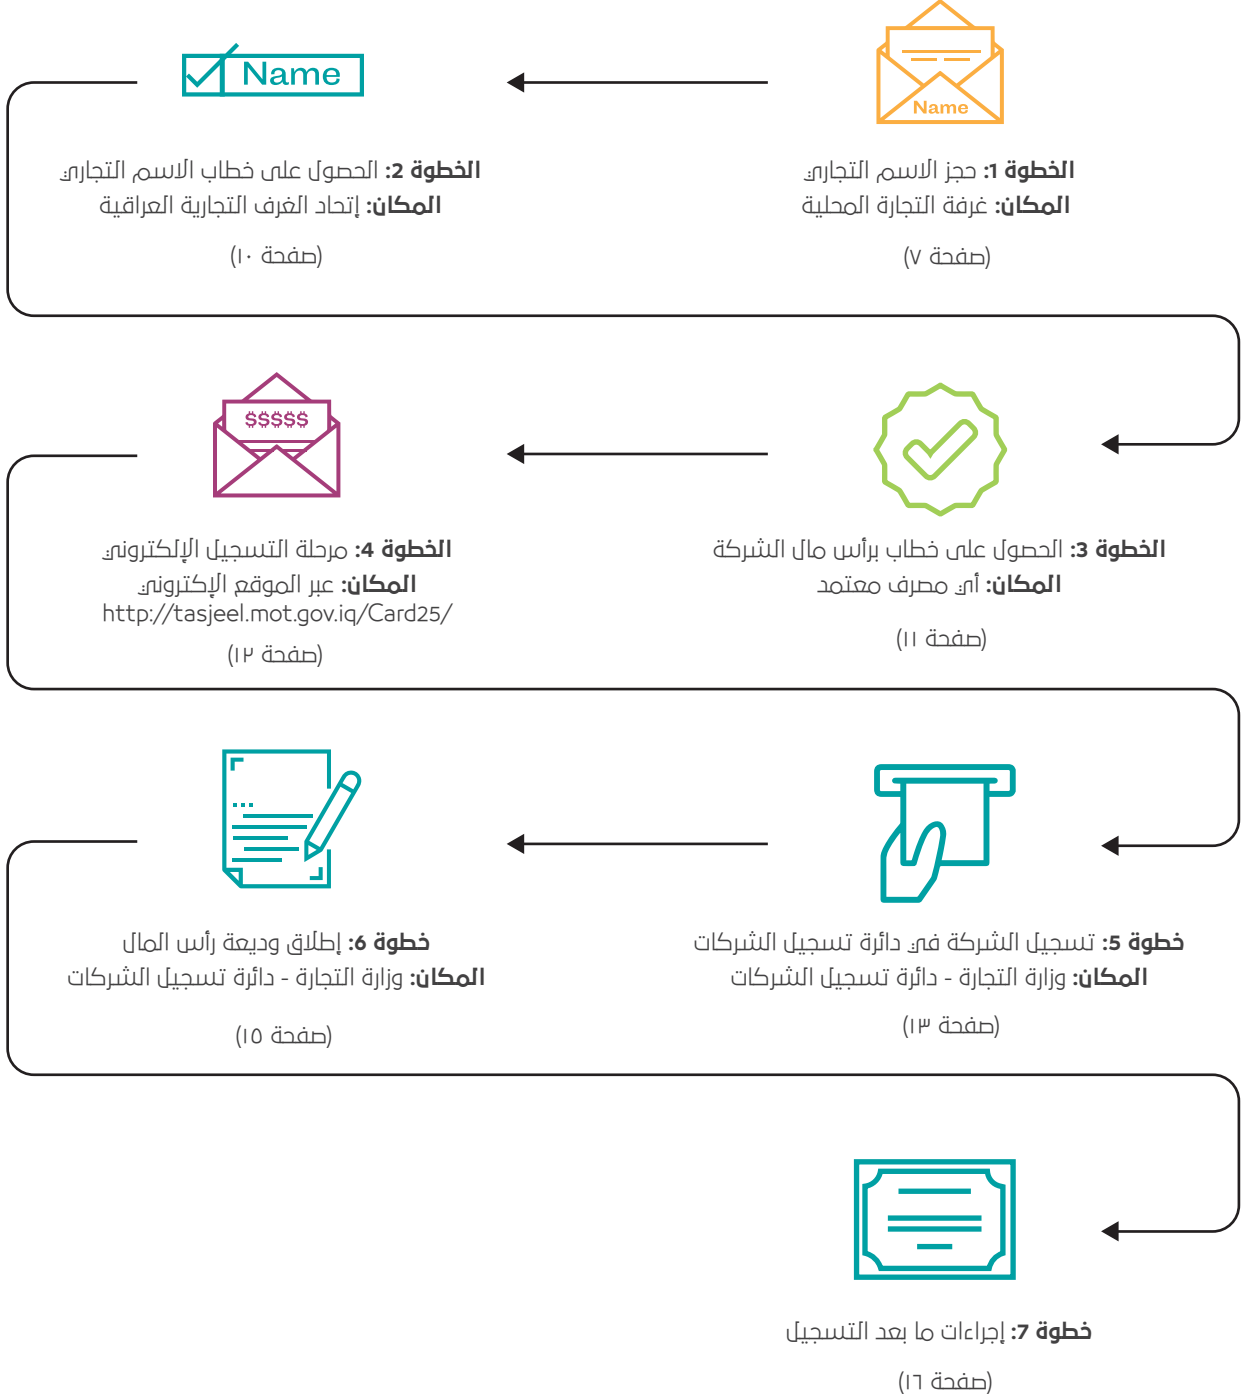 Name
الخطوة 1: حجز الاسم التجاري
المكان: غرفة التجارة المحلية
(صفحة ٧)
Name
الخطوة 2: الحصول على خطاب الاسم التجاري
المكان: إتحاد الغرف التجارية العراقية
(صفحة ١٠)
الخطوة 3: الحصول على خطاب برأس مال الشركة
المكان: أي مصرف معتمد
(صفحة ١١)
$$$$$
الخطوة 4: مرحلة التسجيل الإلكتروني
المكان: عبر الموقع الإكتروني
http://tasjeel.mot.gov.iq/Card25/
(صفحة ١٢)
خطوة 5: تسجيل الشركة في دائرة تسجيل الشركات
المكان: وزارة التجارة - دائرة تسجيل الشركات
(صفحة ١٣)
خطوة 6: إطلاق وديعة رأس المال
المكان: وزارة التجارة - دائرة تسجيل الشركات
(صفحة ١٥)
خطوة 7: إجراءات ما بعد التسجيل
(صفحة ١٦)